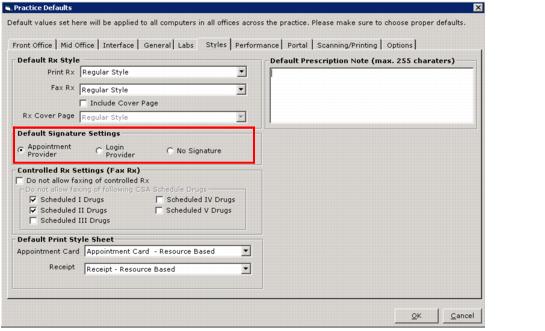 Practice Defaults
Default values set here will be applied to all computers in all offices across the practice. Please make sure to choose proper defaults.
Front Office Mid Office Interface General Labs Styles Performance Portal Scanning/Printing Options
Default Rx Style
Print Rx Regular Style
Fax Rx Regular Style
Include Cover Page
Rx Cover Page Regular Style
Default Prescription Note (max. 255 charaters)
Default Signature Settings
Appointment Provider
Login Provider
No Signature
Controlled Rx Settings (Fax Rx)
Do not allow faxing of controlled Rx
Do not allow faxing of following CSA Schedule Drugs
Scheduled I Drugs Scheduled IV Drugs
Scheduled II Drugs Scheduled V Drugs
Scheduled III Drugs
Default Print Style Sheet
Appointment Card Appointment Card - Resource Based
Receipt Receipt - Resource Based
OK Cancel